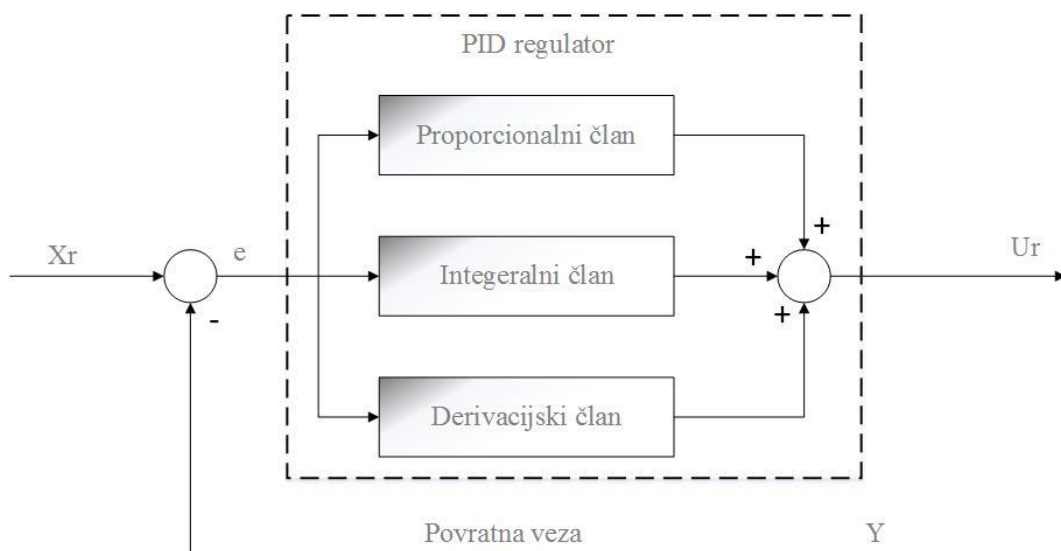 PID regulator
Proporcionalni član
+
Xr
e
Integeralni član
+
Ur
-
+
Derivacijski član
Povratna veza
Y